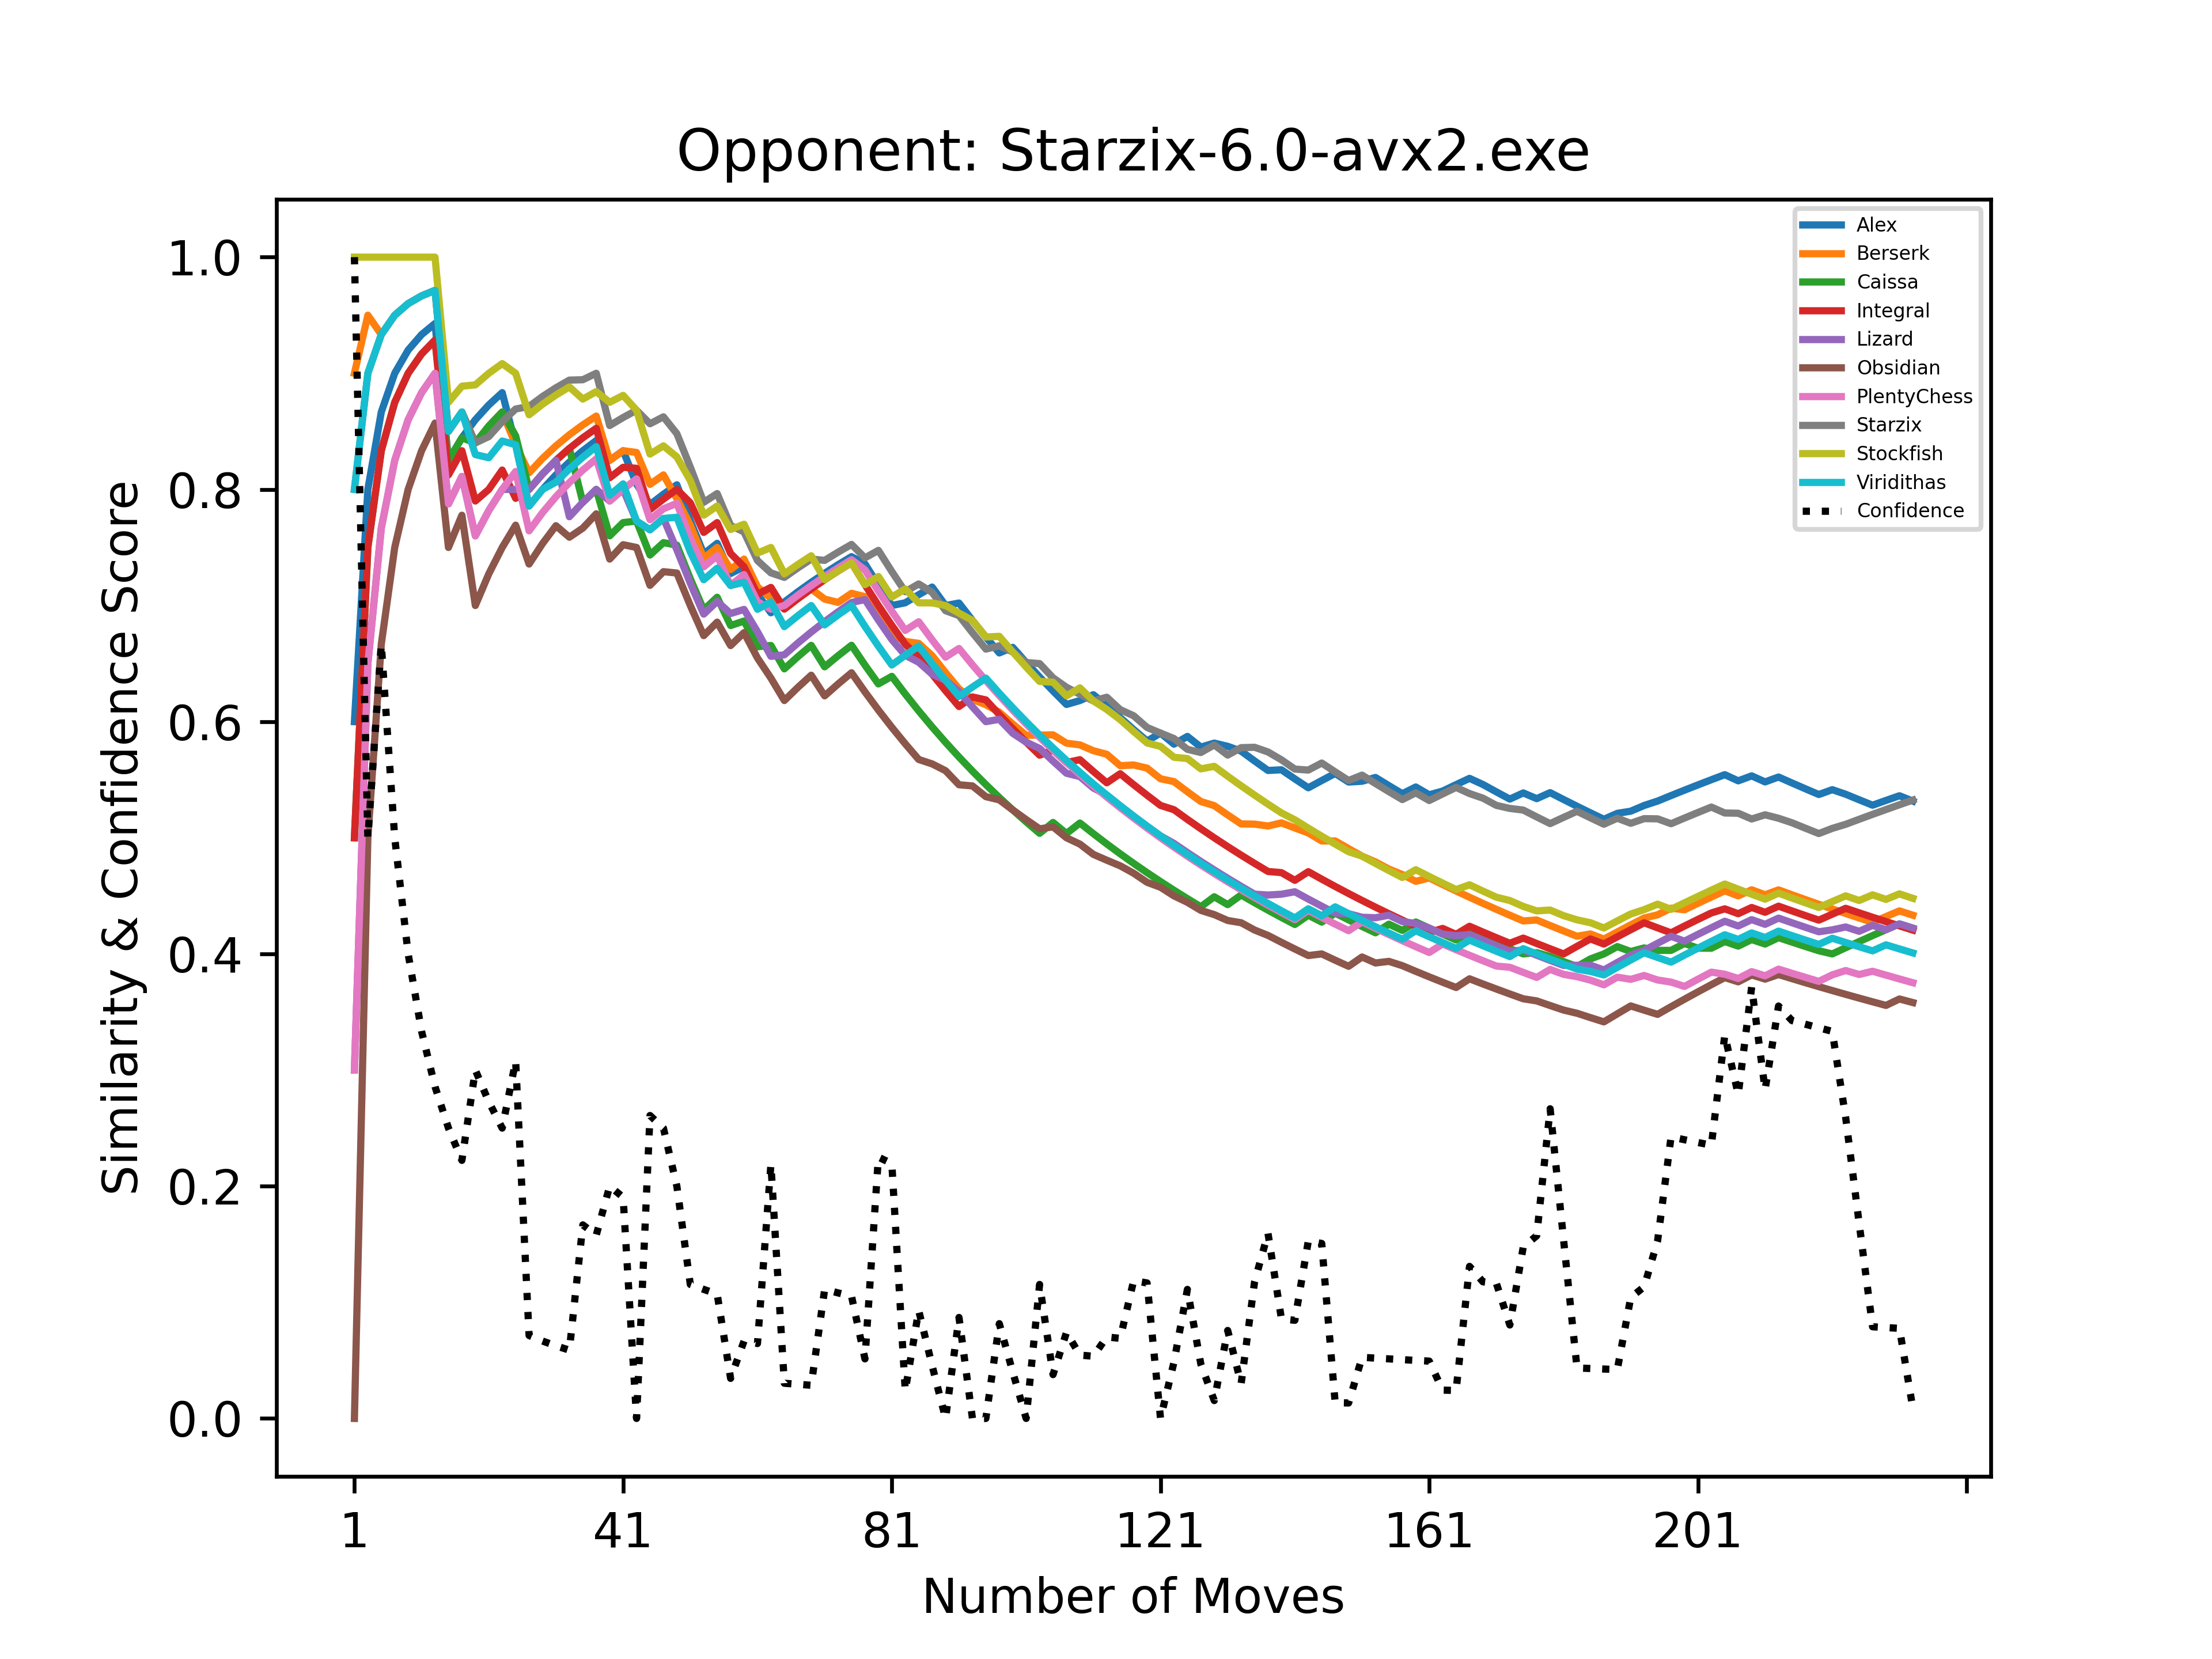 Opponent: Starzix-6.0-avx2.exe
Similarity & Confidence Score
1.0
0.8
0.6
0.4
0.2
0.0
Alex
Berserk
Caissa
Integral
Lizard
Obsidian
PlentyChess
Starzix
Stockfish
Viridithas
Confidence
1 41 81 121 161 201
Number of Moves